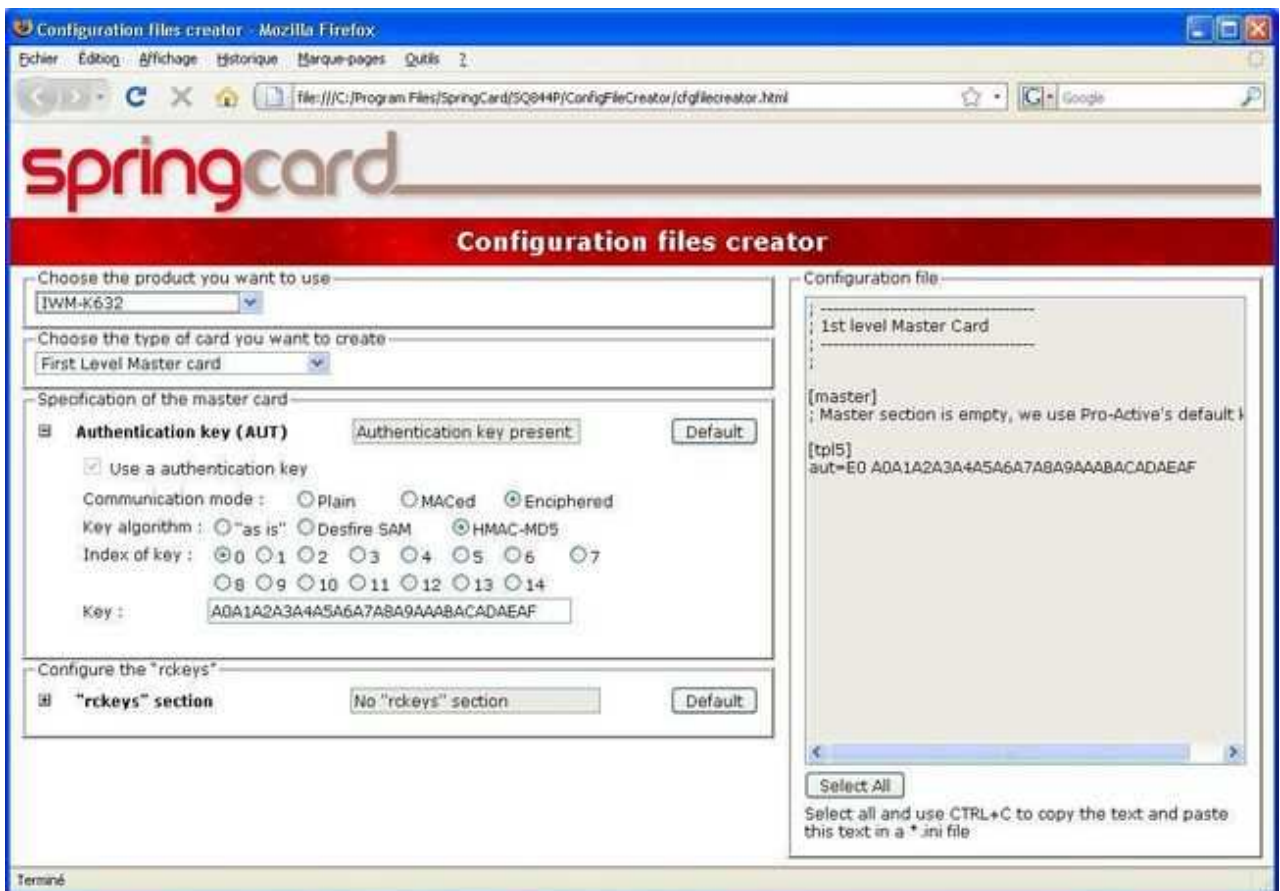 Configuration files creator - Mozilla Firefox
Fichier Édition Affichage Historique Marque-pages Outils ?
file:///C:/Program Files/SpringCard/SQ844P/ConfigFileCreator/cfgfilecreator.html
Google
springcard
Configuration files creator
Choose the product you want to use
IWM-K632
Choose the type of card you want to create
First Level Master card
Specification of the master card
Authentication key (AUT) Authentication key present Default
Use a authentication key
Communication mode : Plain MACed Enciphered
Key algorithm : "as is" Desfire SAM HMAC-MD5
Index of key : 0 1 2 3 4 5 6 7
8 9 10 11 12 13 14
Key : A0A1A2A3A4A5A6A7A8A9AAABACADAEAF
Configure the "rckeys"
"rckeys" section No "rckeys" section Default
Configuration file
; ------------------------------------
; 1st level Master Card
; ------------------------------------
;
[master]
; Master section is empty, we use Pro-Active's default k
[tpl5]
aut=E0 A0A1A2A3A4A5A6A7A8A9AAABACADAEAF
Select All
Select all and use CTRL+C to copy the text and paste
this text in a *.ini file
Terminé